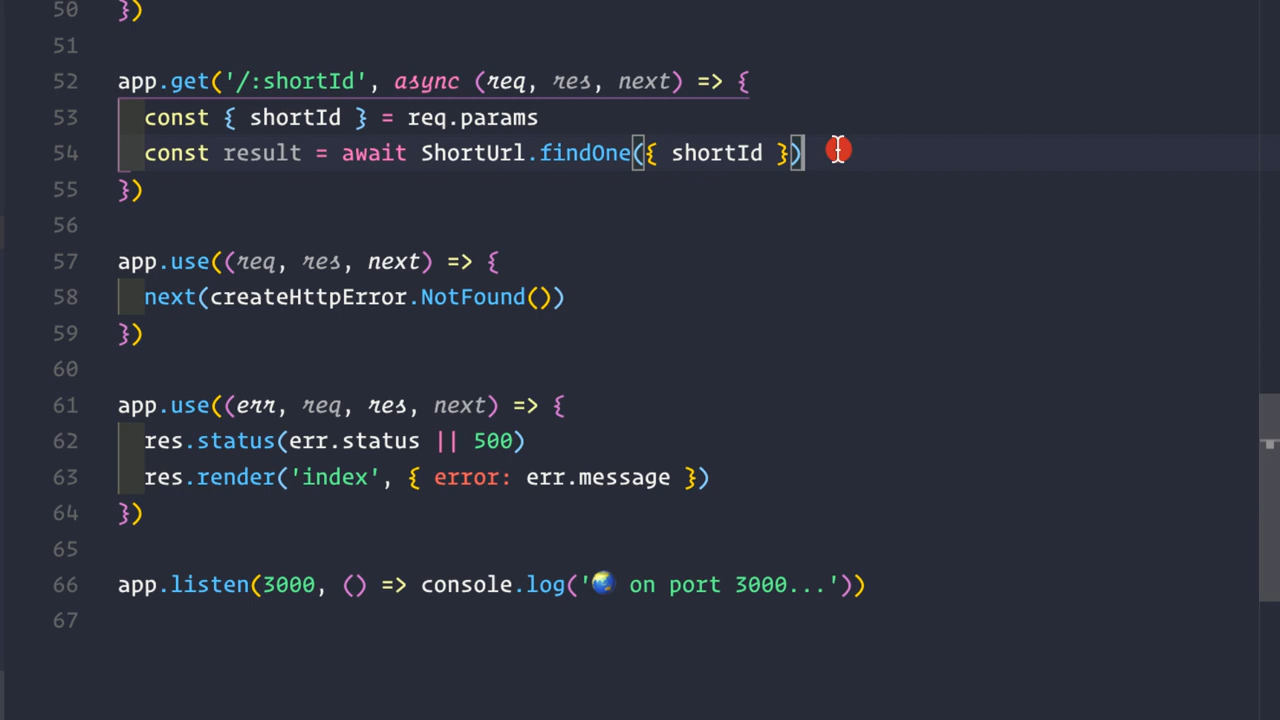 50 })
51
52 app.get('/:shortId', async (req, res, next) => {
53 const { shortId } = req.params
54 const result = await ShortUrl.findOne({ shortId })
55 })
56
57 app.use((req, res, next) => {
58 next(createHttpError.NotFound())
59 })
60
61 app.use((err, req, res, next) => {
62 res.status(err.status || 500)
63 res.render('index', { error: err.message })
64 })
65
66 app.listen(3000, () => console.log('🌏 on port 3000...'))
67